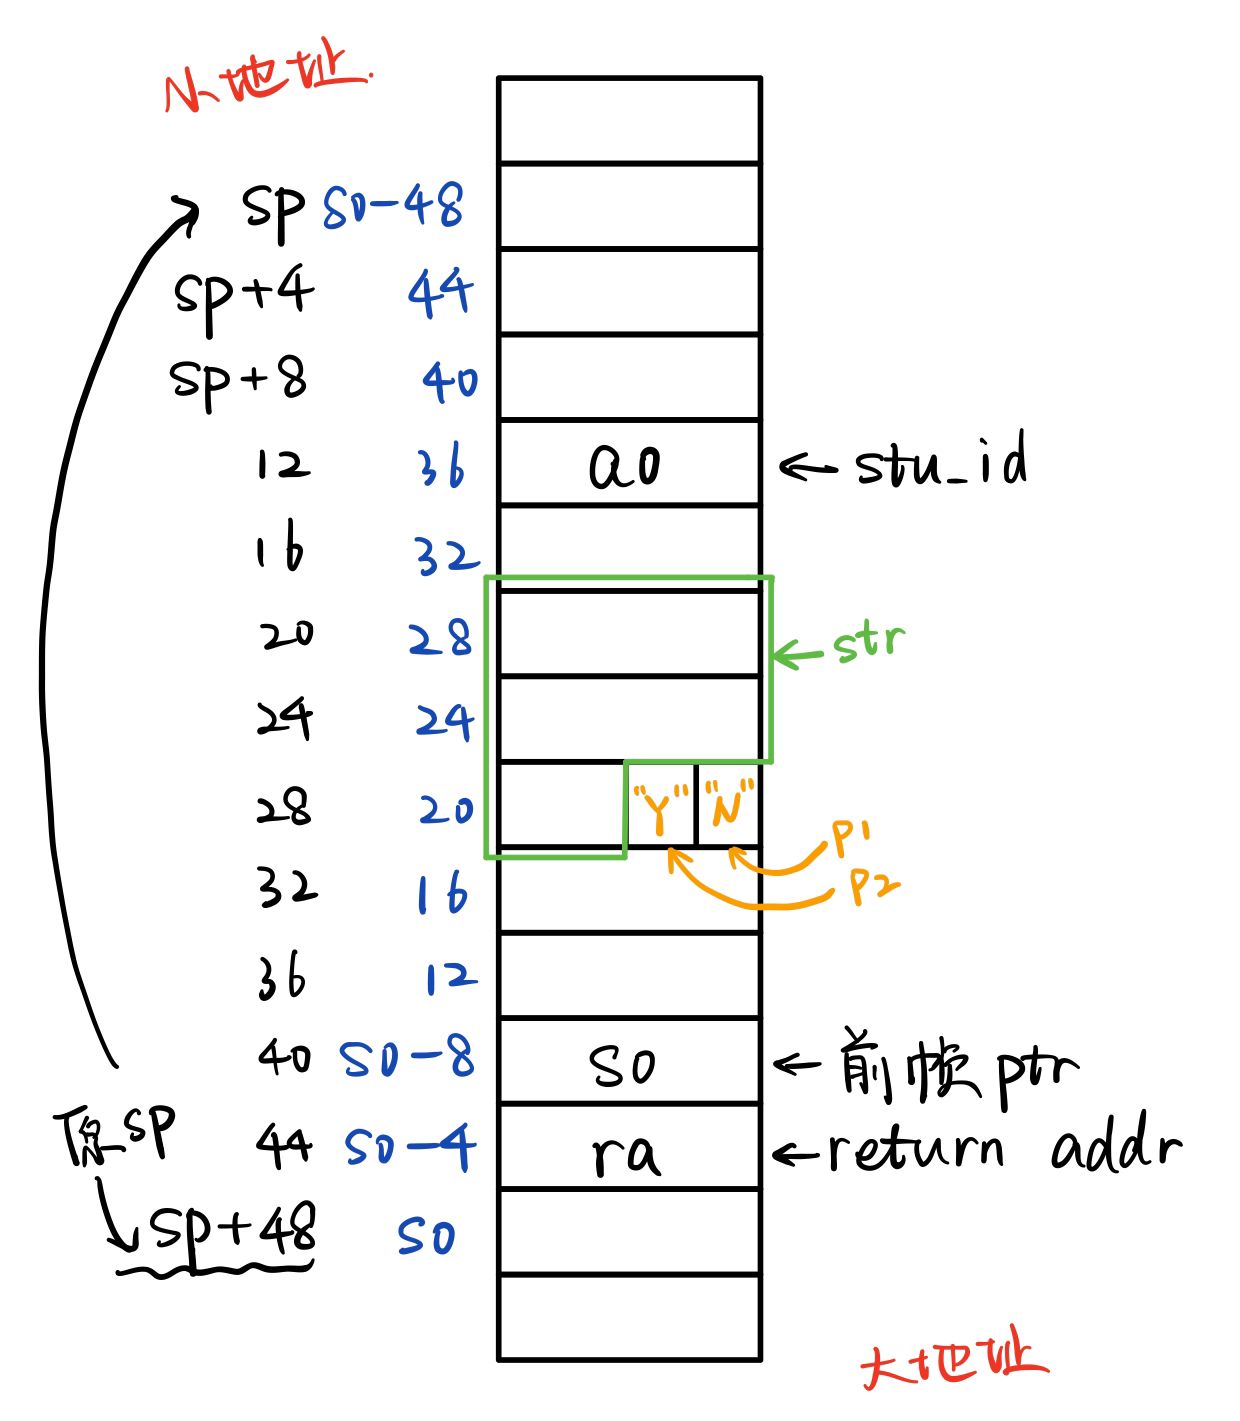 小地址.
sp s0-48
sp+4 44
sp+8 40
12 36 a0 ← stu_id
16 32
20 28 ← str
24 24
28 20 "Y" "N"
p1
32 16 p2
36 12
40 s0-8 s0 ← 前帧ptr
原sp 44 s0-4 ra ← return addr
sp+48 s0
大地址